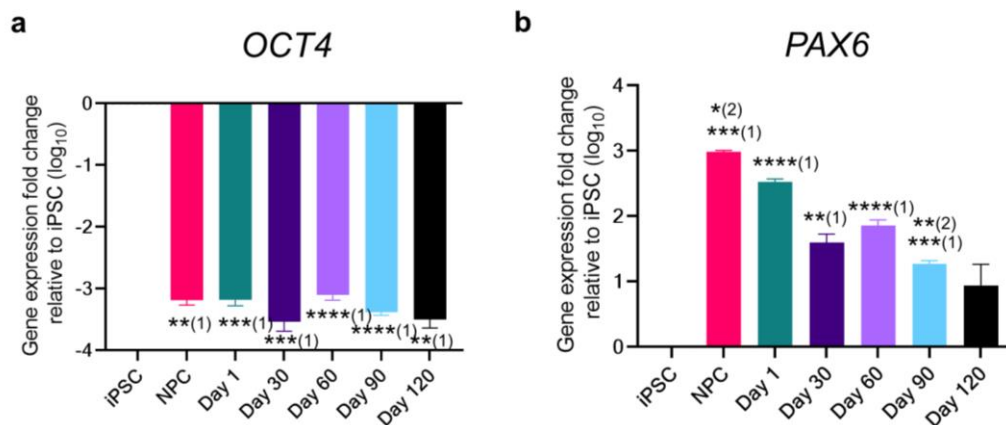 a
OCT4
Gene expression fold change
relative to iPSC (log₁₀)
0
-1
-2
-3
-4
**(1)
***(1)
***(1)
****(1)
****(1)
**(1)
iPSC
NPC
Day 1
Day 30
Day 60
Day 90
Day 120
b
PAX6
Gene expression fold change
relative to iPSC (log₁₀)
4
3
2
1
0
*(2)
***(1)
****(1)
**(1)
****(1)
**(2)
***(1)
iPSC
NPC
Day 1
Day 30
Day 60
Day 90
Day 120